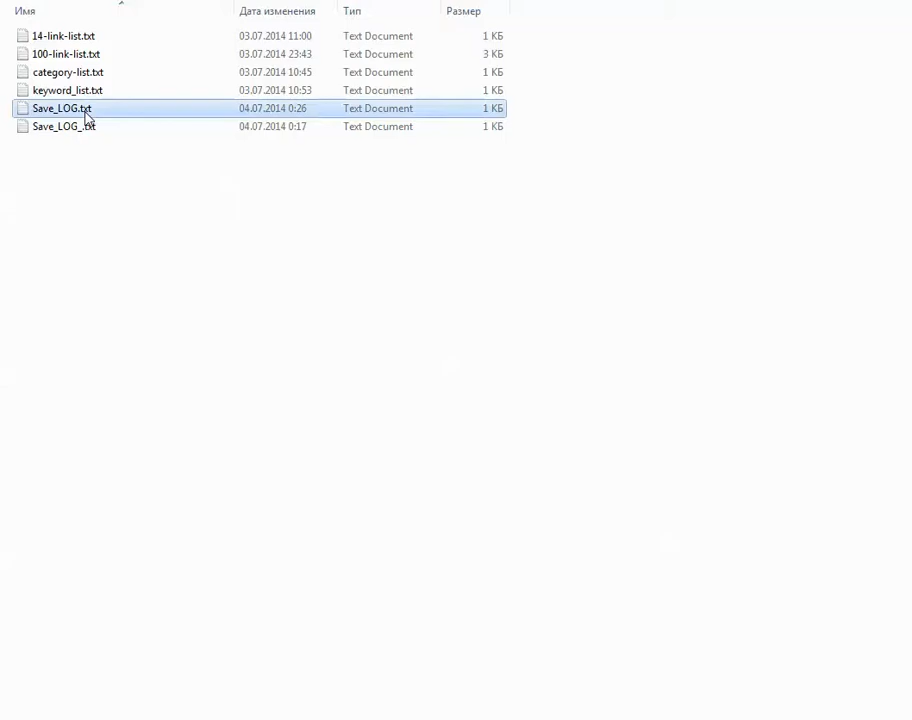 Имя Дата изменения Тип Размер
14-link-list.txt 03.07.2014 11:00 Text Document 1 КБ
100-link-list.txt 03.07.2014 23:43 Text Document 3 КБ
category-list.txt 03.07.2014 10:45 Text Document 1 КБ
keyword_list.txt 03.07.2014 10:53 Text Document 1 КБ
Save_LOG.txt 04.07.2014 0:26 Text Document 1 КБ
Save_LOG_.txt 04.07.2014 0:17 Text Document 1 КБ